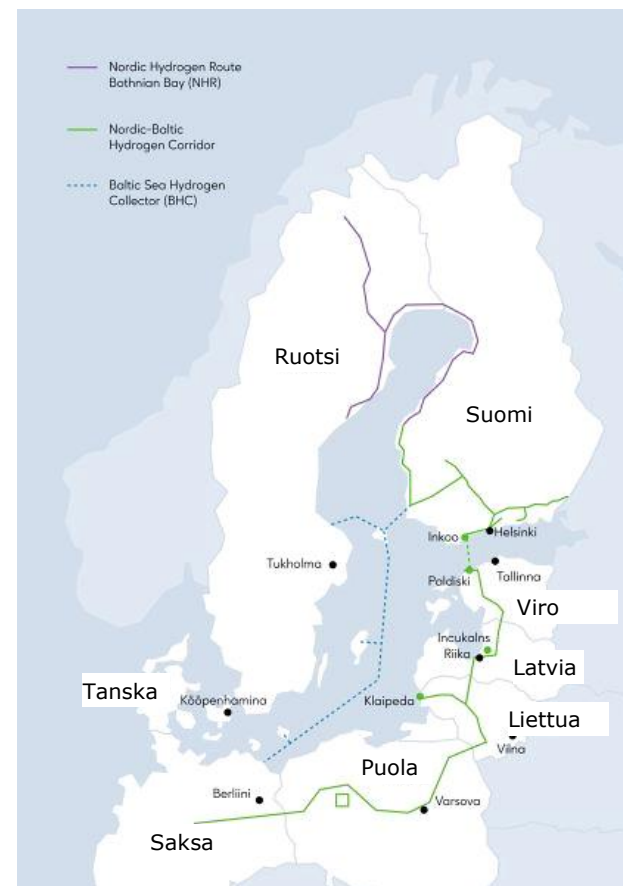 Nordic Hydrogen Route
Bothnian Bay (NHR)
Nordic-Baltic
Hydrogen Corridor
Baltic Sea Hydrogen
Collector (BHC)
Ruotsi
Suomi
Inkoo
Helsinki
Tukholma
Poldiski
Tallinna
Viro
Incukalns
Riika
Latvia
Tanska
Kööpenhamina
Klaipeda
Liettua
Vilna
Puola
Berliini
Varsova
Saksa